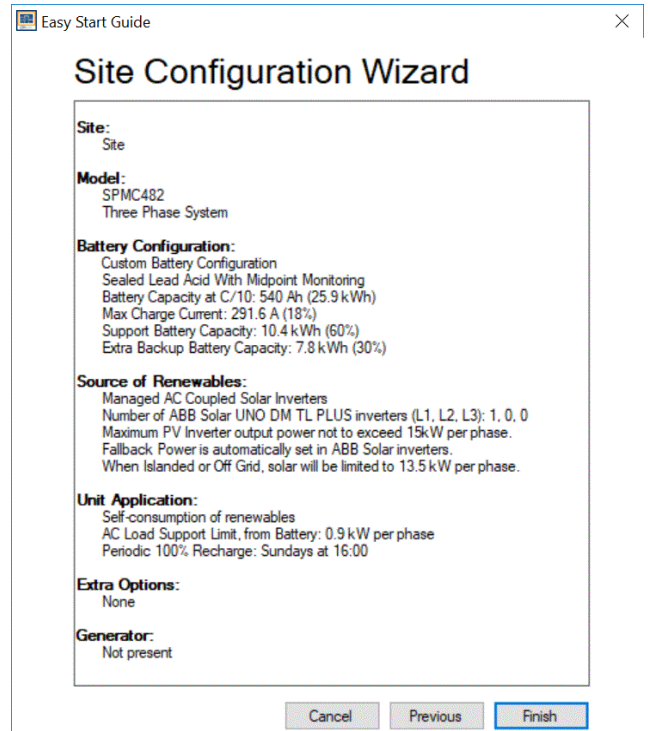 Easy Start Guide
Site Configuration Wizard
Site:
Site
Model:
SPMC482
Three Phase System
Battery Configuration:
Custom Battery Configuration
Sealed Lead Acid With Midpoint Monitoring
Battery Capacity at C/10: 540 Ah (25.9 kWh)
Max Charge Current: 291.6 A (18%)
Support Battery Capacity: 10.4 kWh (60%)
Extra Backup Battery Capacity: 7.8 kWh (30%)
Source of Renewables:
Managed AC Coupled Solar Inverters
Number of ABB Solar UNO DM TL PLUS inverters (L1, L2, L3): 1, 0, 0
Maximum PV Inverter output power not to exceed 15kW per phase.
Fallback Power is automatically set in ABB Solar inverters.
When Islanded or Off Grid, solar will be limited to 13.5 kW per phase.
Unit Application:
Self-consumption of renewables
AC Load Support Limit, from Battery: 0.9 kW per phase
Periodic 100% Recharge: Sundays at 16:00
Extra Options:
None
Generator:
Not present
Cancel Previous Finish